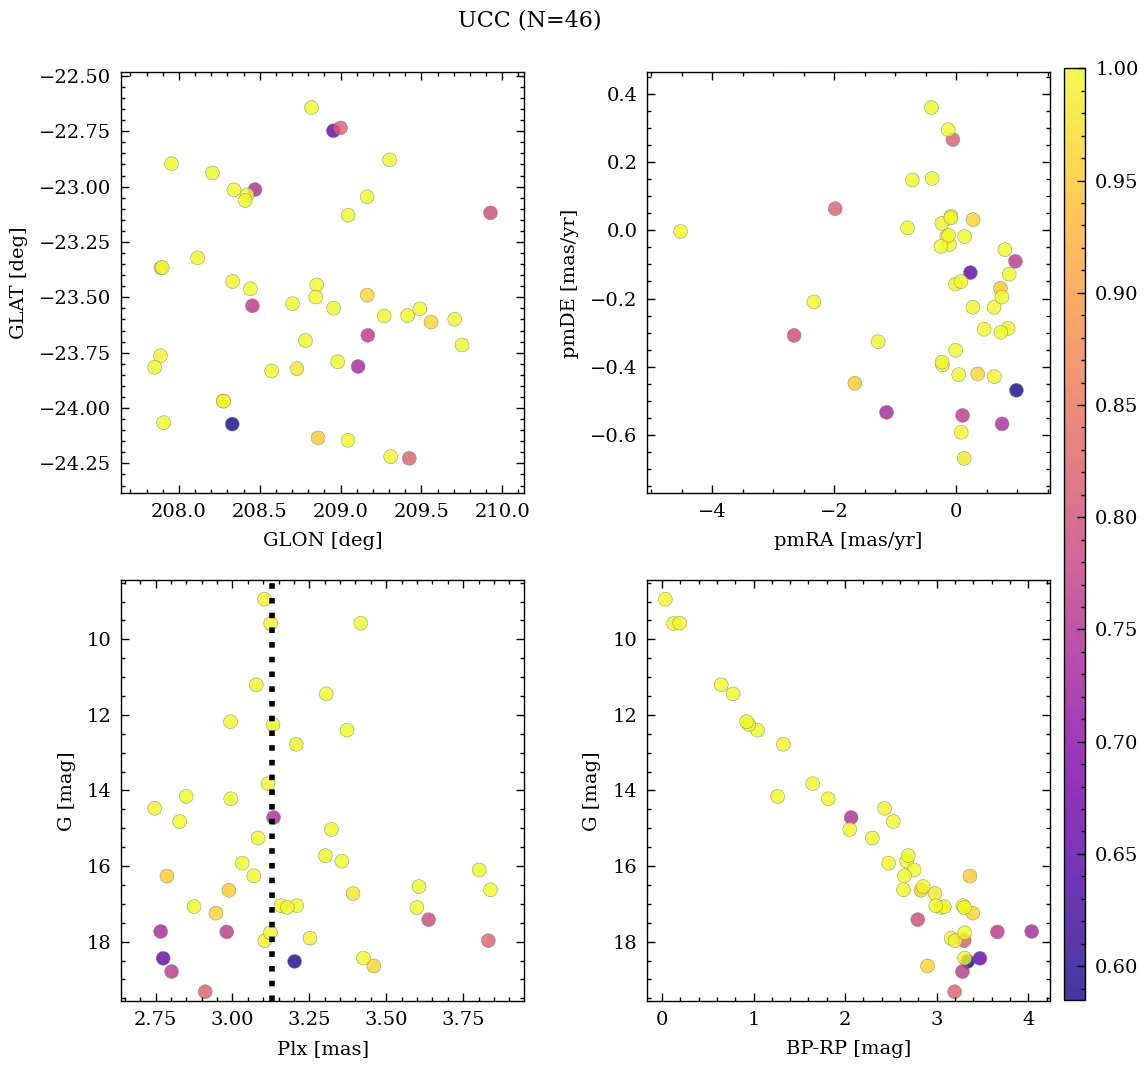 UCC (N=46)
−22.50
−22.75
−23.00
−23.25
−23.50
−23.75
−24.00
−24.25
GLAT [deg]
208.0 208.5 209.0 209.5 210.0
GLON [deg]
0.4
0.2
0.0
−0.2
−0.4
−0.6
pmDE [mas/yr]
−4 −2 0
pmRA [mas/yr]
1.00
0.95
0.90
0.85
0.80
0.75
0.70
0.65
0.60
10
12
14
16
18
G [mag]
2.75 3.00 3.25 3.50 3.75
Plx [mas]
10
12
14
16
18
G [mag]
0 1 2 3 4
BP-RP [mag]